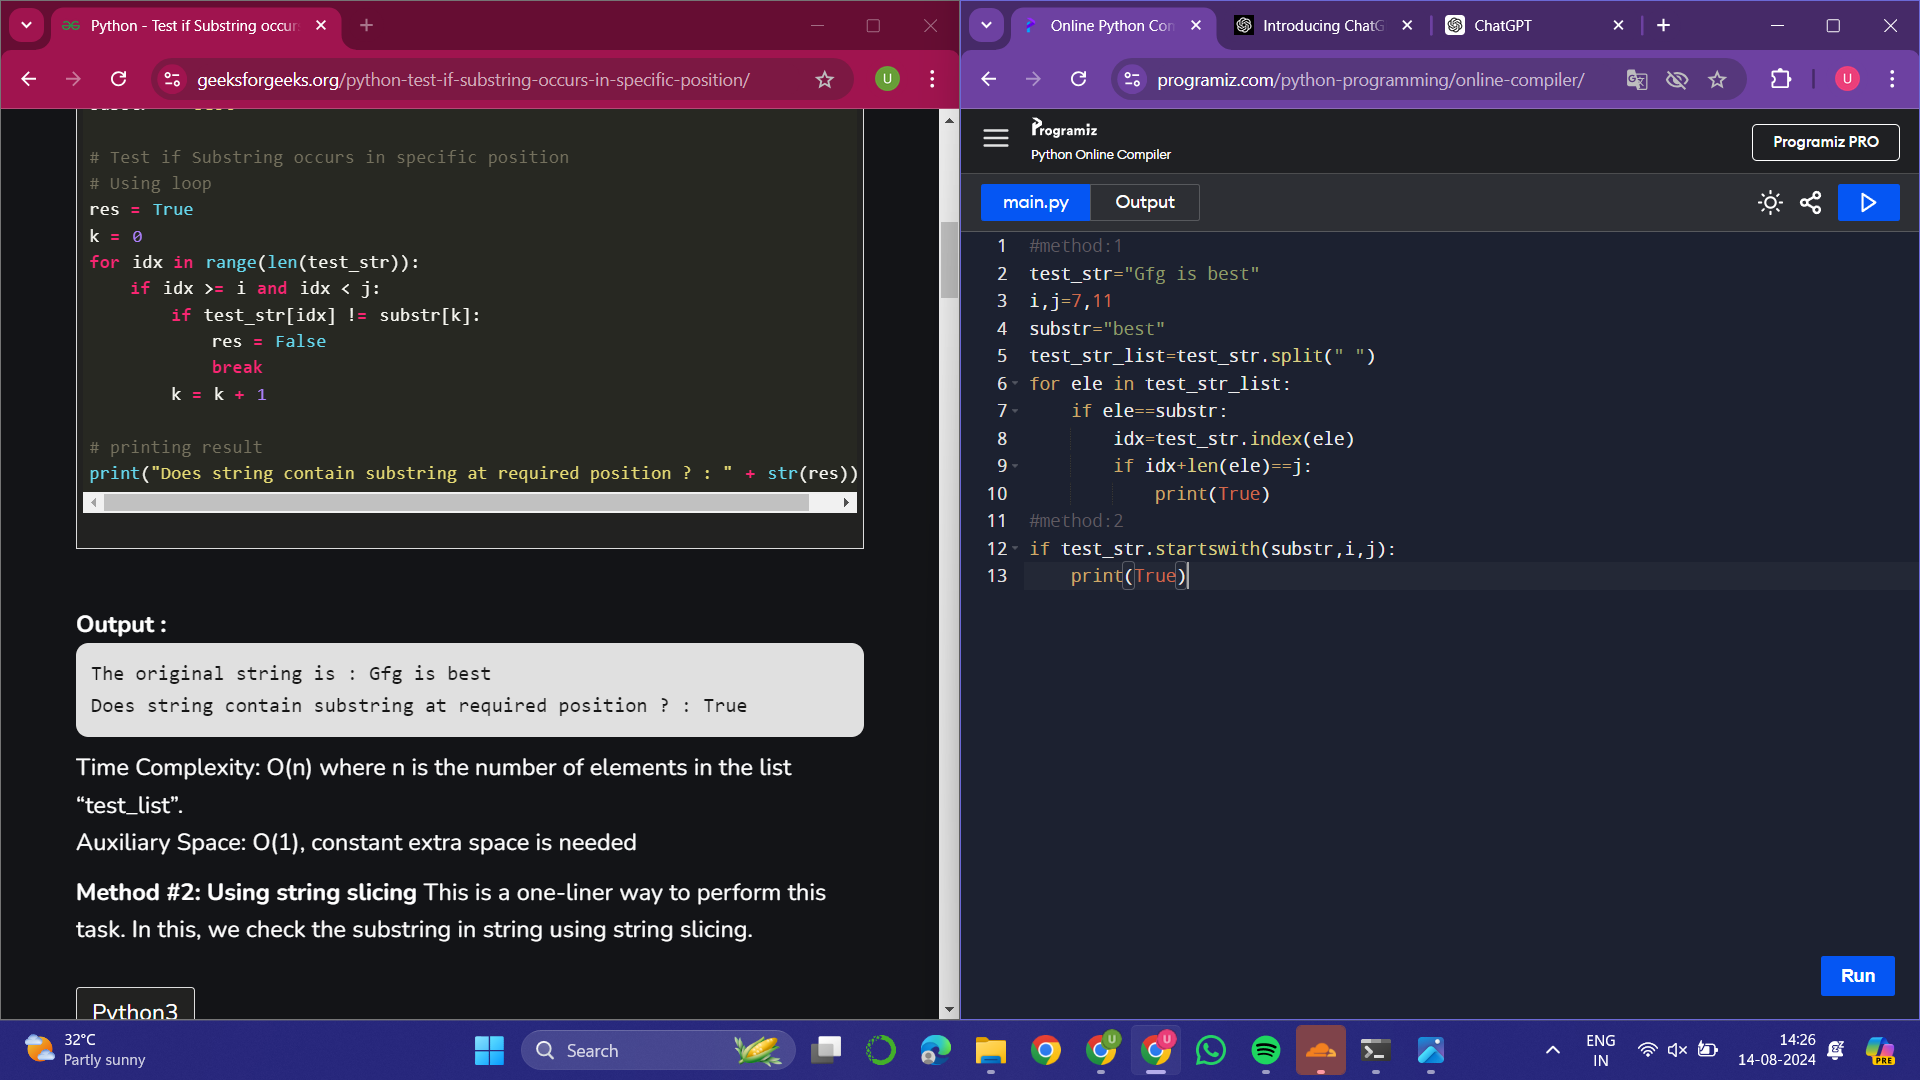 Python - Test if Substring occur
geeksforgeeks.org/python-test-if-substring-occurs-in-specific-position/
U
# Test if Substring occurs in specific position
# Using loop
res = True
k = 0
for idx in range(len(test_str)):
if idx >= i and idx < j:
if test_str[idx] != substr[k]:
res = False
break
k = k + 1
# printing result
print("Does string contain substring at required position ? : " + str(res))
Output :
The original string is : Gfg is best
Does string contain substring at required position ? : True
Time Complexity: O(n) where n is the number of elements in the list
“test_list”.
Auxiliary Space: O(1), constant extra space is needed
Method #2: Using string slicing This is a one-liner way to perform this
task. In this, we check the substring in string using string slicing.
Python3
Online Python Con
Introducing ChatG
ChatGPT
programiz.com/python-programming/online-compiler/
U
Programiz
Python Online Compiler
Programiz PRO
main.py
Output
1 #method:1
2 test_str="Gfg is best"
3 i,j=7,11
4 substr="best"
5 test_str_list=test_str.split(" ")
6 for ele in test_str_list:
7 if ele==substr:
8 idx=test_str.index(ele)
9 if idx+len(ele)==j:
10 print(True)
11 #method:2
12 if test_str.startswith(substr,i,j):
13 print(True)
Run
32°C
Partly sunny
Search
U
U
ENG
IN
14:26
14-08-2024
PRE